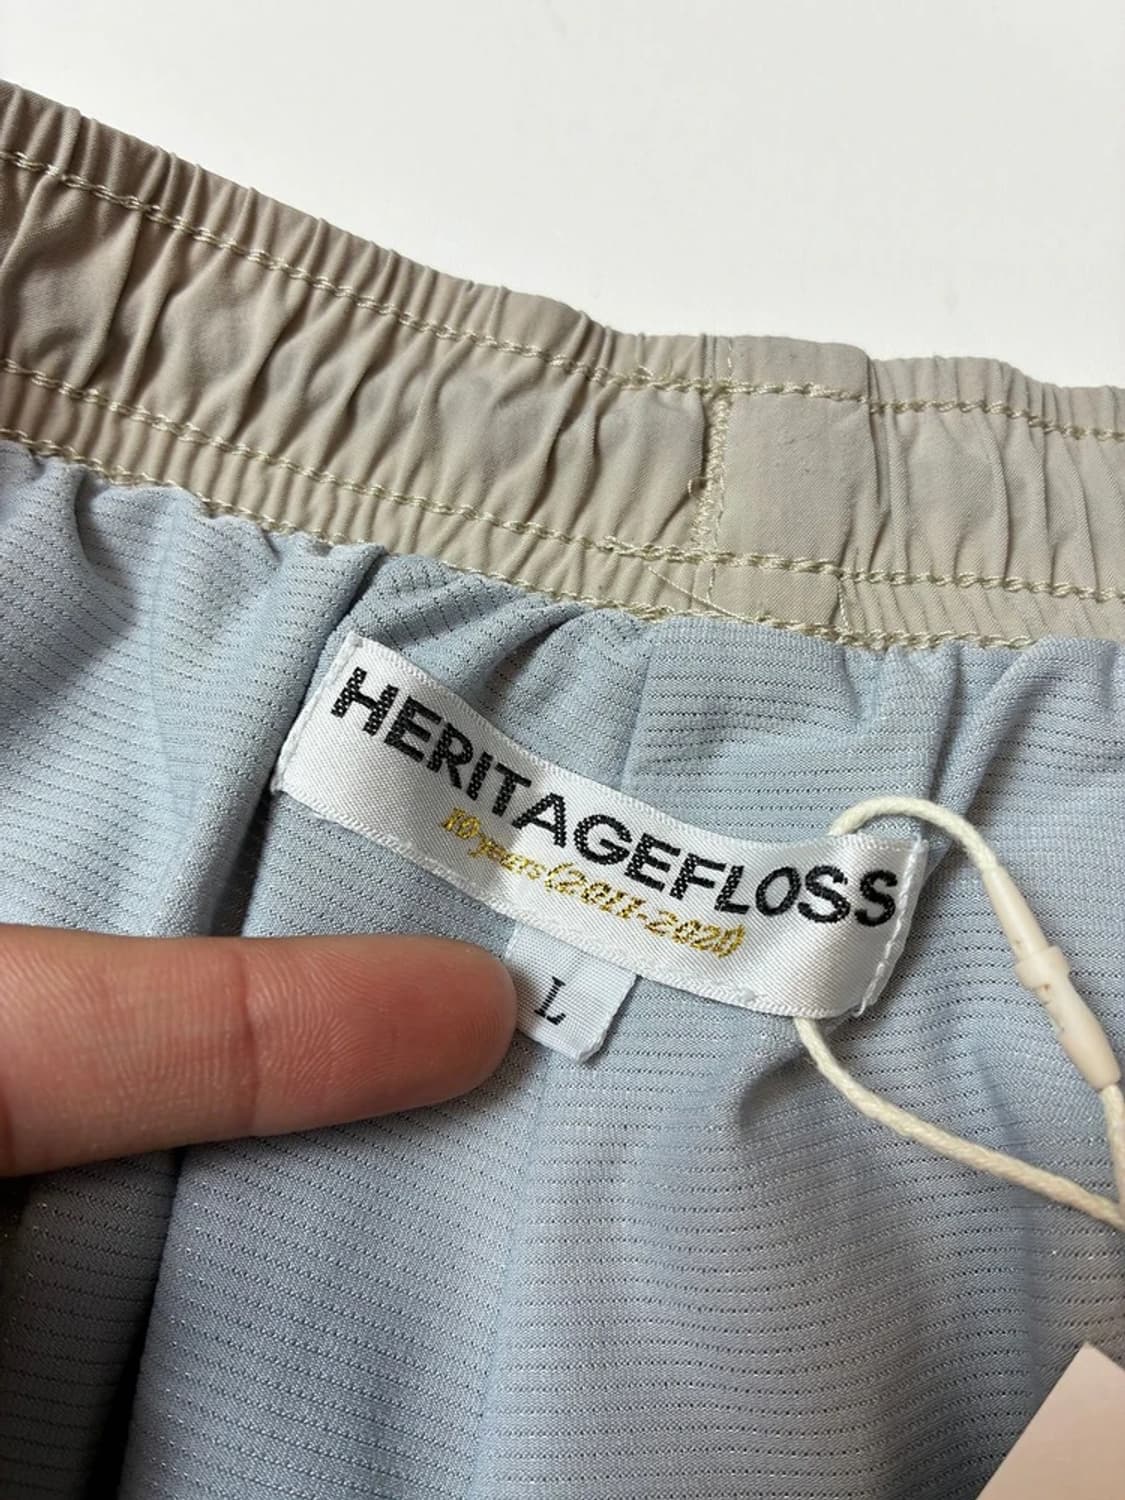 HERITAGEFLOSS
10 years (2011-2021)
L